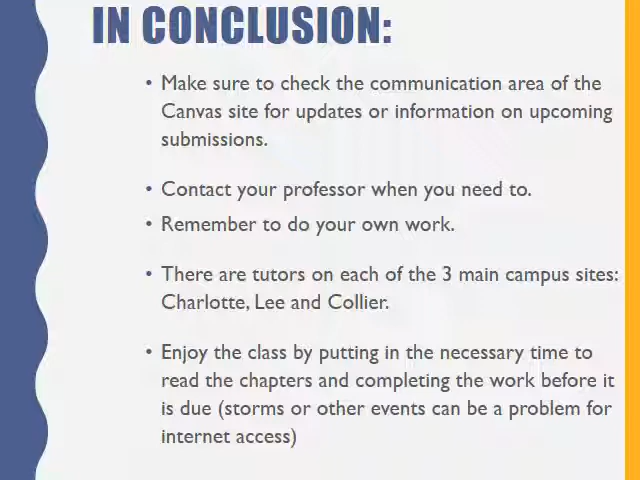 IN CONCLUSION:
• Make sure to check the communication area of the
Canvas site for updates or information on upcoming
submissions.
• Contact your professor when you need to.
• Remember to do your own work.
• There are tutors on each of the 3 main campus sites:
Charlotte, Lee and Collier.
• Enjoy the class by putting in the necessary time to
read the chapters and completing the work before it
is due (storms or other events can be a problem for
internet access)